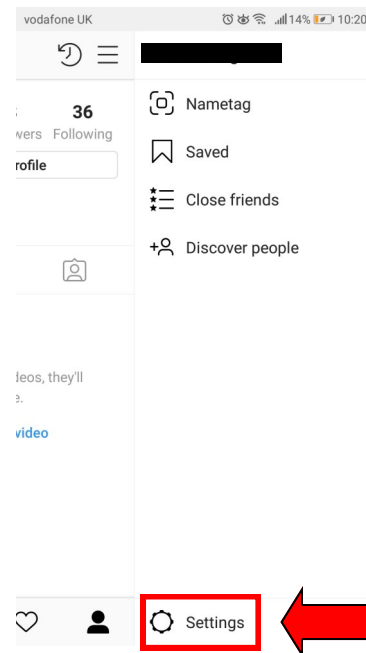 vodafone UK 14% 10:20
36
wers Following
rofile
Nametag
Saved
Close friends
Discover people
deos, they'll
e.
video
Settings